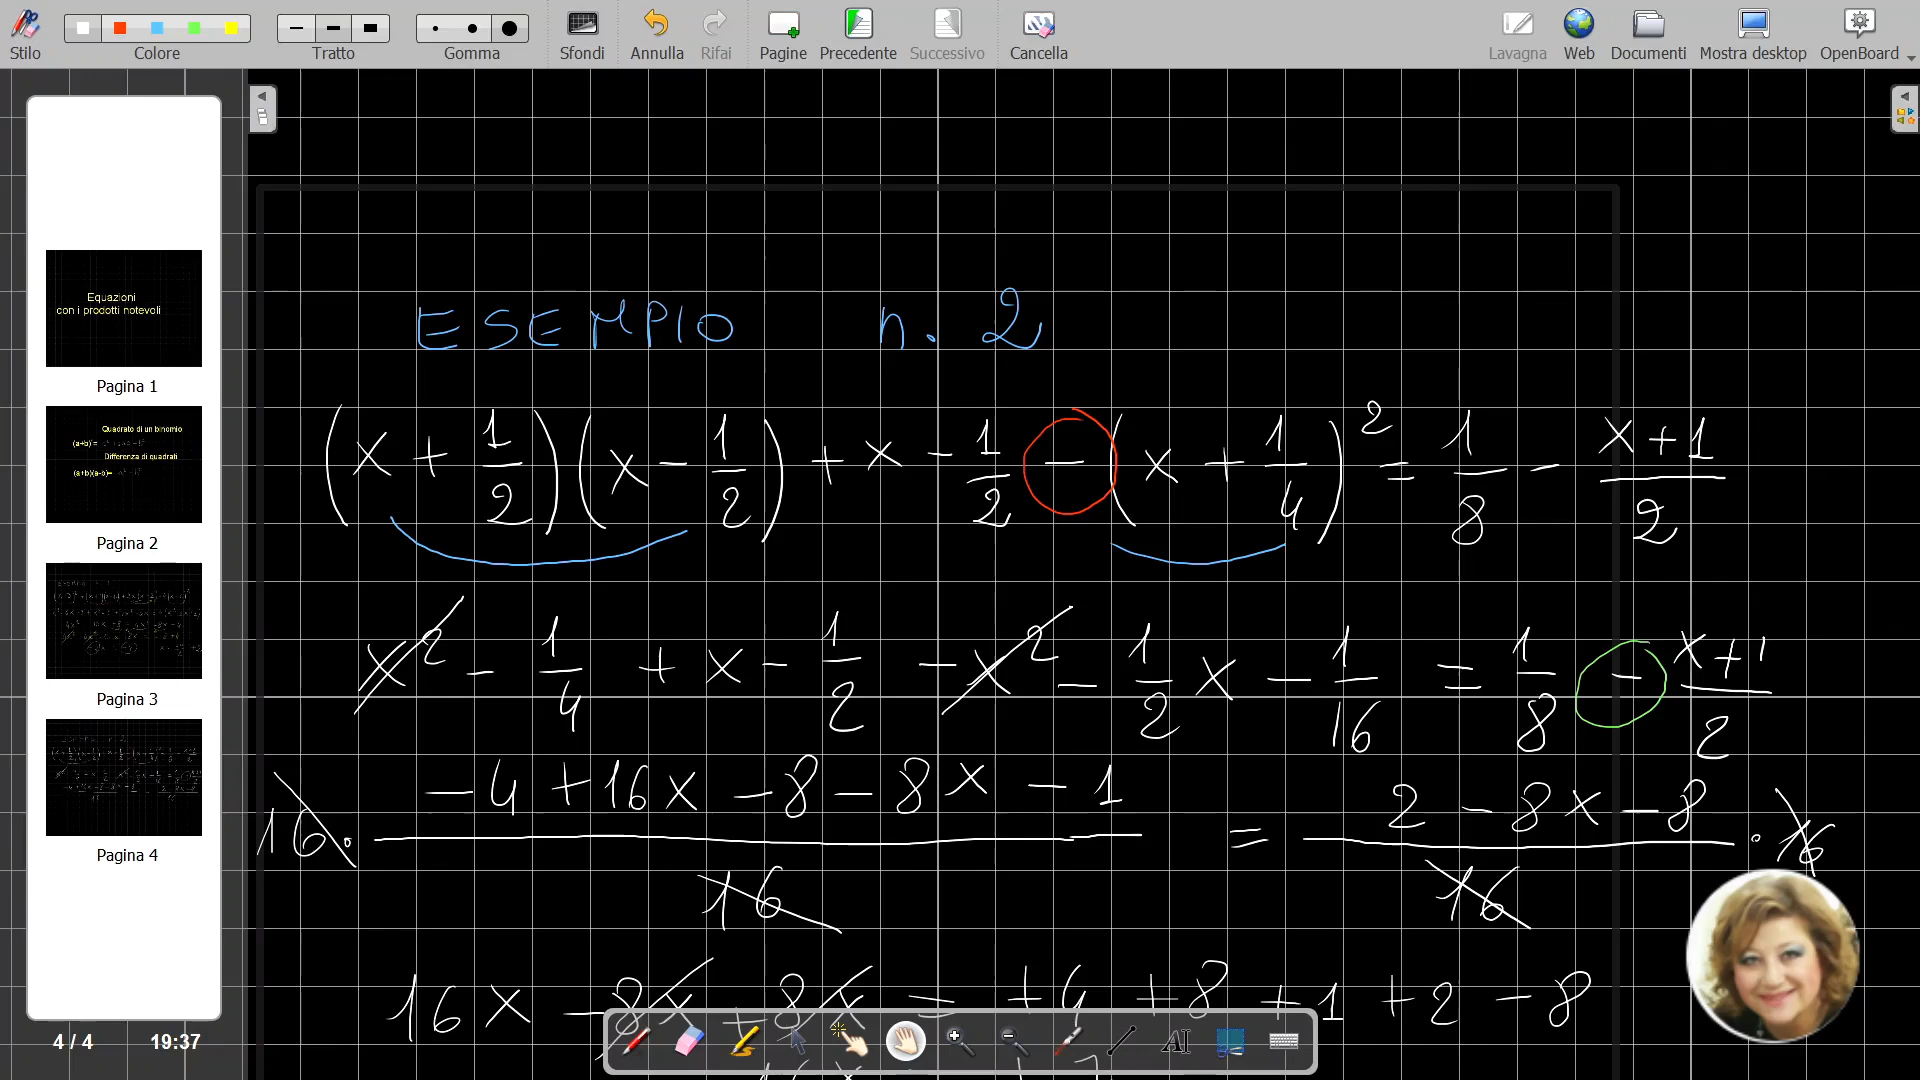 Stilo Colore Tratto Gomma Sfondi Annulla Rifai Pagine Precedente Successivo Cancella Lavagna Web Documenti Mostra desktop OpenBoard
Equazioni
con i prodotti notevoli
Pagina 1
Quadrato di un binomio
(a+b)²=
Differenza di quadrati
(a+b)(a-b)=
Pagina 2
Pagina 3
Pagina 4
4 / 4 19:37
ESEMPIO n. 2
(x + 1/2)(x - 1/2) + x - 1/2 - (x + 1/4)² = 1/8 - x+1/2
x² - 1/4 + x - 1/2 - x² - 1/2 x - 1/16 = 1/8 - x+1/2
16 · -4 + 16x - 8 - 8x - 1 / 16 = 2 - 8x - 8 / 16 · 16
16x - 8x + 8x = +4 +8 +1 +2 -8
AI